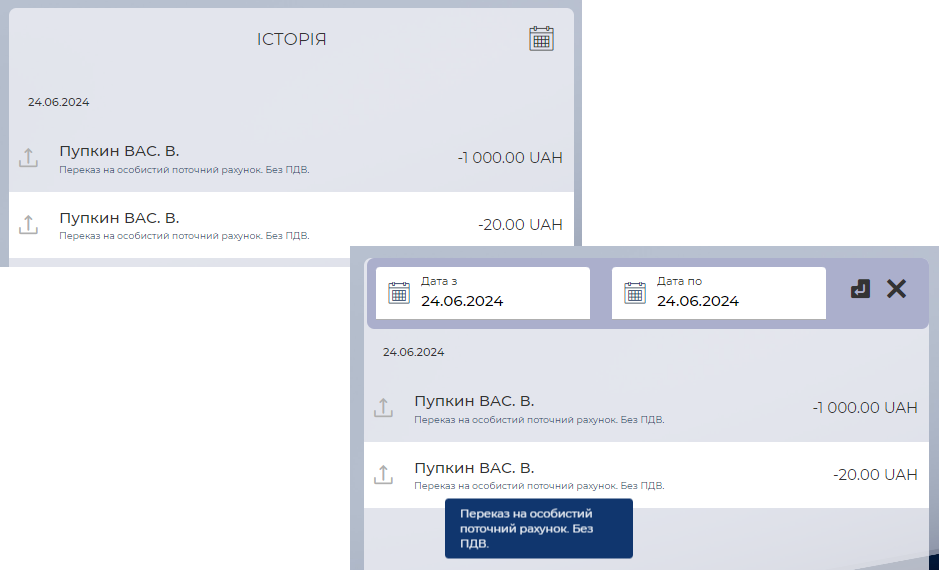 ІСТОРІЯ
24.06.2024
Пупкин ВАС. В.
-1 000.00 UAH
Переказ на особистий поточний рахунок. Без ПДВ.
Пупкин ВАС. В.
-20.00 UAH
Переказ на особистий поточний рахунок. Без ПДВ.
Дата з
24.06.2024
Дата по
24.06.2024
24.06.2024
Пупкин ВАС. В.
-1 000.00 UAH
Переказ на особистий поточний рахунок. Без ПДВ.
Пупкин ВАС. В.
-20.00 UAH
Переказ на особистий поточний рахунок. Без ПДВ.
Переказ на особистий
поточний рахунок. Без
ПДВ.